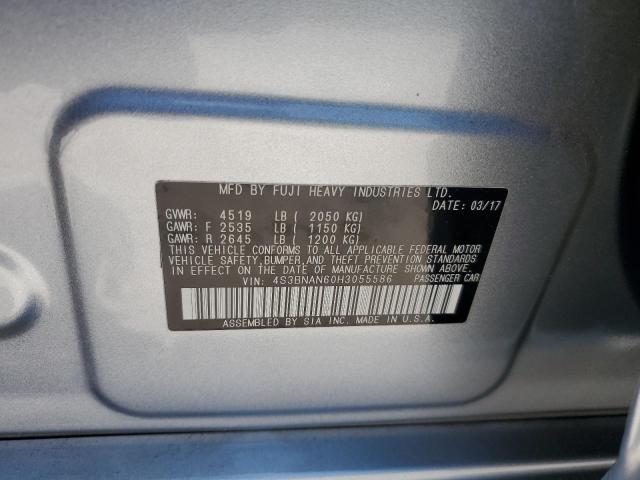 MFD BY FUJI HEAVY INDUSTRIES LTD.
DATE: 03/17
GVWR: 4519 LB ( 2050 KG)
GAWR: F 2535 LB ( 1150 KG)
GAWR: R 2645 LB ( 1200 KG)
THIS VEHICLE CONFORMS TO ALL APPLICABLE FEDERAL MOTOR
VEHICLE SAFETY,BUMPER,AND THEFT PREVENTION STANDARDS
IN EFFECT ON THE DATE OF MANUFACTURE SHOWN ABOVE.
VIN: 4S3BNAN60H3055586 PASSENGER CAR
ASSEMBLED BY SIA INC. MADE IN U.S.A.